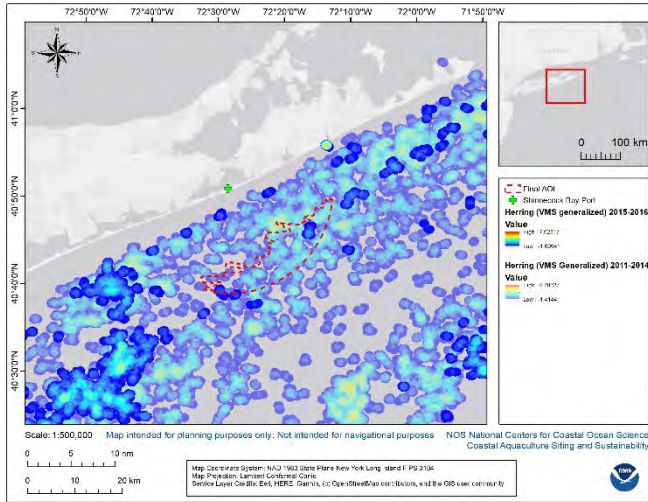 72°50'0"W 72°40'0"W 72°30'0"W 72°20'0"W 72°10'0"W 72°0'0"W 71°50'0"W
41°0'0"N
40°50'0"N
40°40'0"N
40°30'0"N
N
0 100 km
Final AOI
Shinnecock Bay Port
Herring (VMS generalized) 2015-2016
Value
High
Low
Herring (VMS Generalized) 2011-2014
Value
High
Low
Scale: 1:500,000 Map intended for planning purposes only: Not intended for navigational purposes
NOS National Centers for Coastal Ocean Science
Coastal Aquaculture Siting and Sustainability
0 5 10 nm
0 10 20 km
Map Coordinate System: NAD 1983 State Plane New York Long Island FIPS 3104
Map Projection: Lambert Conformal Conic
Service Layer Credits: Esri, HERE, Garmin, (c) OpenStreetMap contributors, and the GIS user community